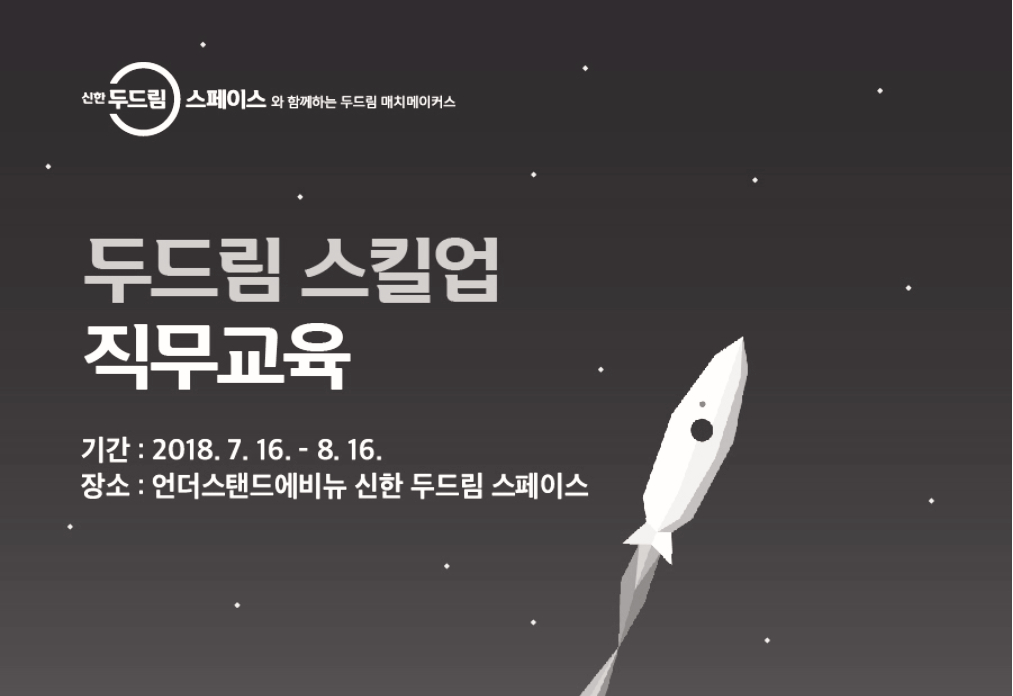 신한 두드림 스페이스 와 함께하는 두드림 매치메이커스
두드림 스킬업
직무교육
기간 : 2018. 7. 16. - 8. 16.
장소 : 언더스탠드에비뉴 신한 두드림 스페이스